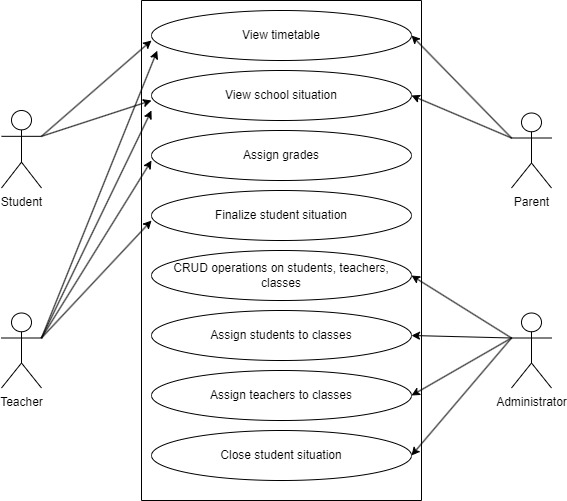 View timetable
View school situation
Assign grades
Student
Parent
Finalize student situation
CRUD operations on students, teachers,
classes
Assign students to classes
Assign teachers to classes
Teacher
Administrator
Close student situation